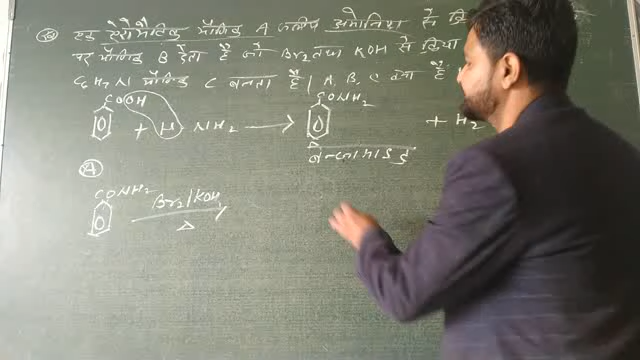 एक ऐरोमैटिक यौगिक A जलीय अमोनिया से
पर यौगिक B देता है जो Br2 तथा KOH से क्रिया
C6H7N यौगिक C बनता है। A, B, C क्या है
COOH + H NH2 → CONH2 + H2
बेन्जामाइड
CONH2 Br2/KOH Δ